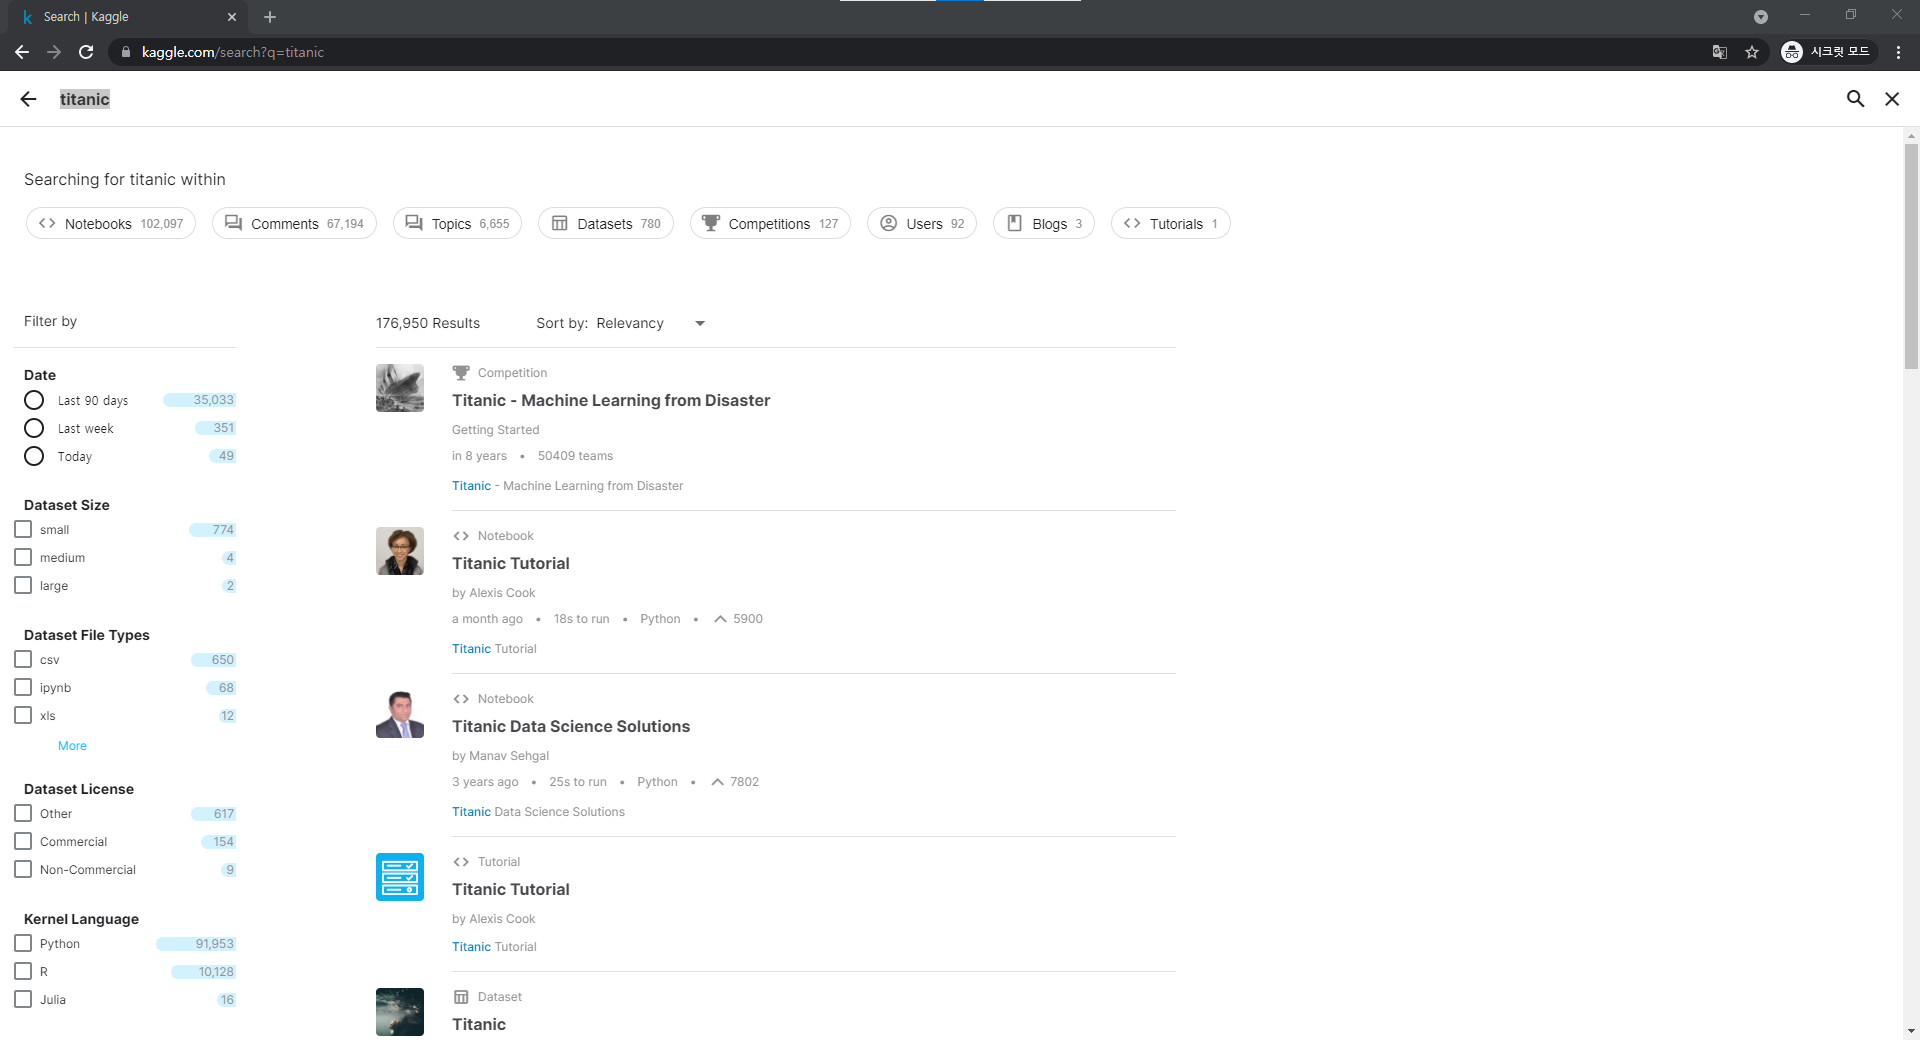 k Search | Kaggle
kaggle.com/search?q=titanic 시크릿 모드
titanic
Searching for titanic within
Notebooks 102,097 Comments 67,194 Topics 6,655 Datasets 780 Competitions 127 Users 92 Blogs 3 Tutorials 1
Filter by
Date
Last 90 days 35,033
Last week 351
Today 49
Dataset Size
small 774
medium 4
large 2
Dataset File Types
csv 650
ipynb 68
xls 12
More
Dataset License
Other 617
Commercial 154
Non-Commercial 9
Kernel Language
Python 91,953
R 10,128
Julia 16
176,950 Results Sort by: Relevancy
Competition
Titanic - Machine Learning from Disaster
Getting Started
in 8 years • 50409 teams
Titanic - Machine Learning from Disaster
Notebook
Titanic Tutorial
by Alexis Cook
a month ago • 18s to run • Python • 5900
Titanic Tutorial
Notebook
Titanic Data Science Solutions
by Manav Sehgal
3 years ago • 25s to run • Python • 7802
Titanic Data Science Solutions
Tutorial
Titanic Tutorial
by Alexis Cook
Titanic Tutorial
Dataset
Titanic